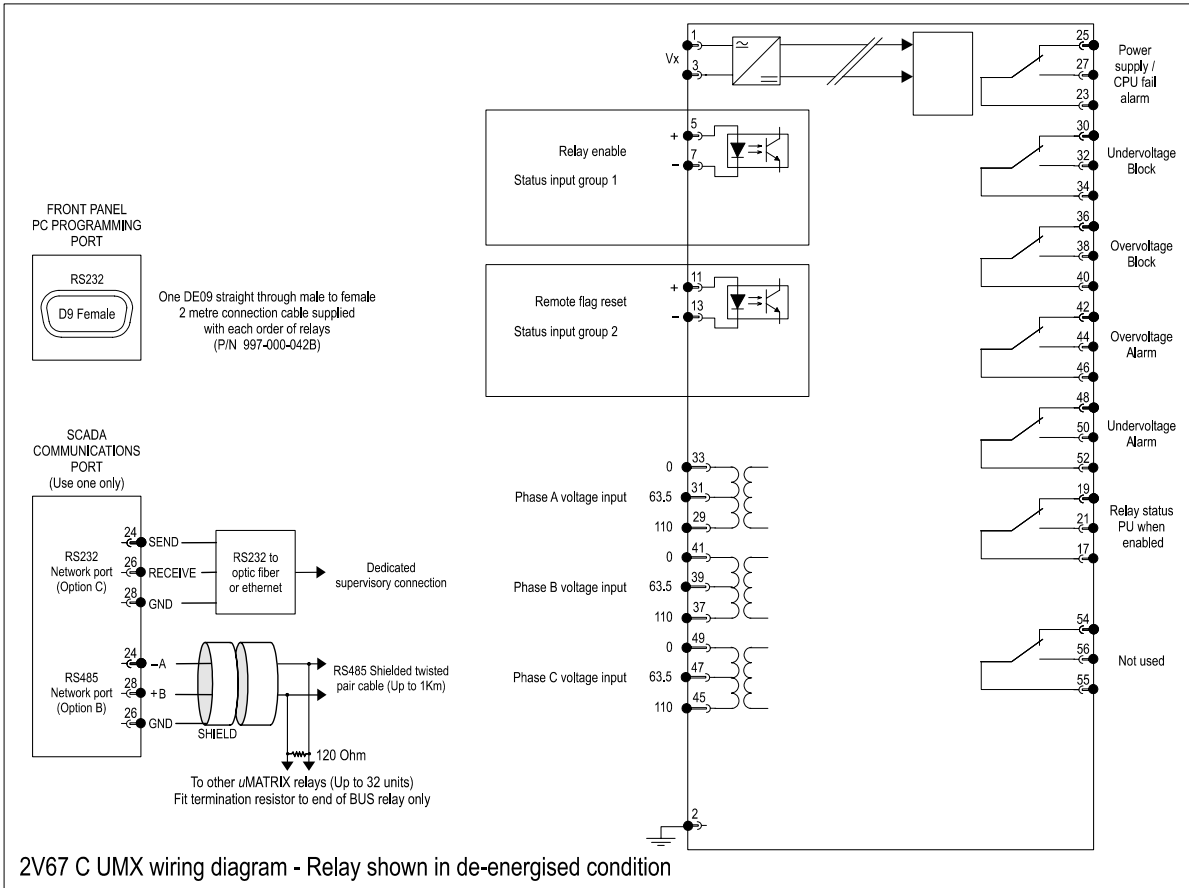 FRONT PANEL
PC PROGRAMMING
PORT
RS232
D9 Female
One DE09 straight through male to female
2 metre connection cable supplied
with each order of relays
(P/N 997-000-042B)
SCADA
COMMUNICATIONS
PORT
(Use one only)
RS232
Network port
(Option C)
24
SEND
26
RECEIVE
28
GND
RS232 to
optic fiber
or ethernet
Dedicated
supervisory connection
RS485
Network port
(Option B)
24
–A
28
+B
26
GND
SHIELD
RS485 Shielded twisted
pair cable (Up to 1Km)
120 Ohm
To other uMATRIX relays (Up to 32 units)
Fit termination resistor to end of BUS relay only
Vx
1
3
Relay enable
Status input group 1
+
5
–
7
Remote flag reset
Status input group 2
+
11
–
13
Phase A voltage input
0
33
63.5
31
110
29
Phase B voltage input
0
41
63.5
39
110
37
Phase C voltage input
0
49
63.5
47
110
45
2
25
27
23
Power
supply /
CPU fail
alarm
30
32
34
Undervoltage
Block
36
38
40
Overvoltage
Block
42
44
46
Overvoltage
Alarm
48
50
52
Undervoltage
Alarm
19
21
17
Relay status
PU when
enabled
54
56
55
Not used
2V67 C UMX wiring diagram - Relay shown in de-energised condition